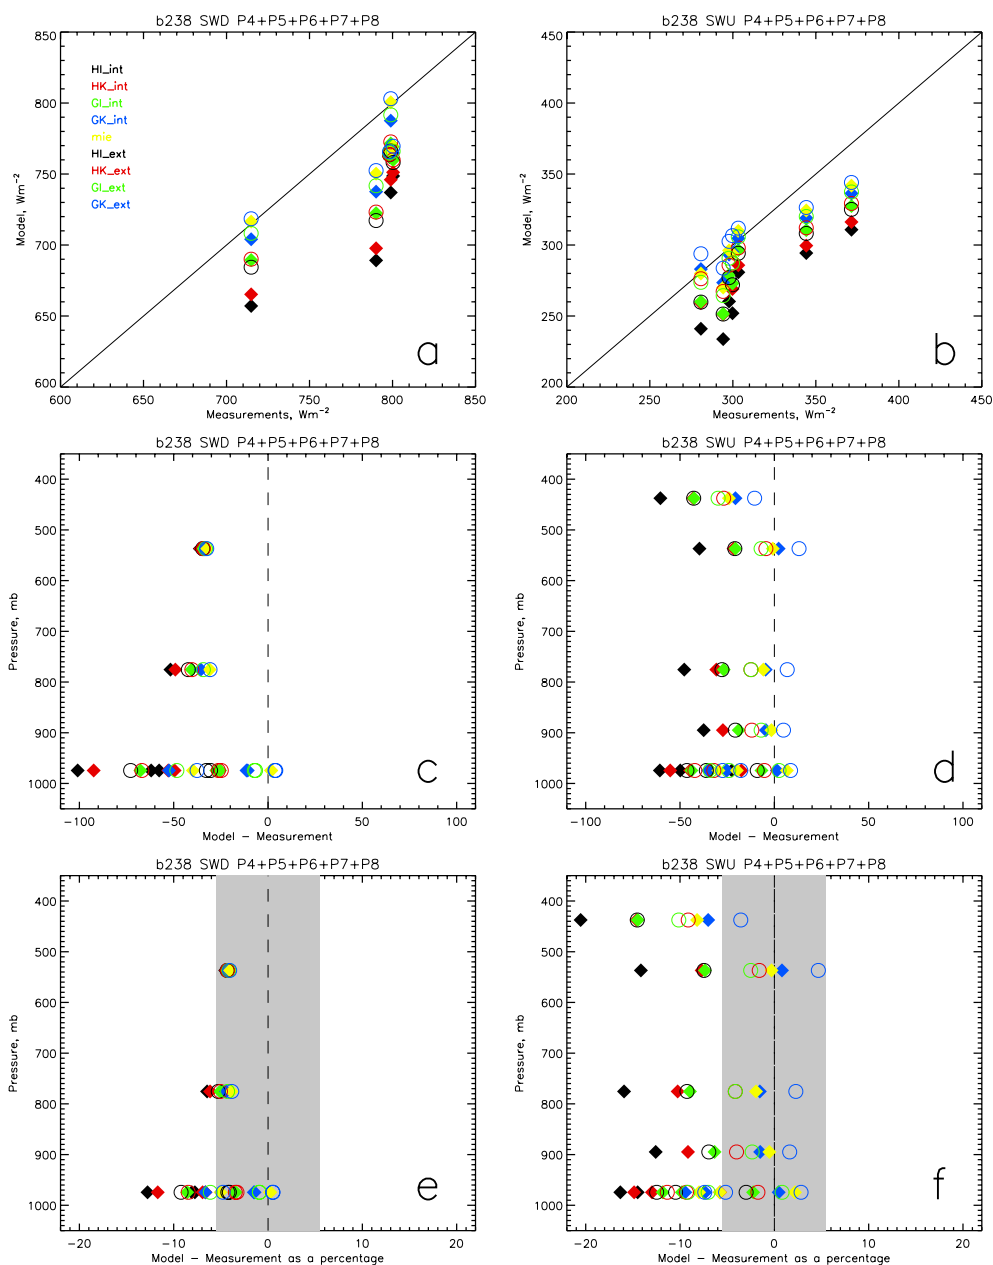 b238 SWD P4+P5+P6+P7+P8
850
800
750
700
650
600
Model, Wm⁻²
HI_int
HK_int
GI_int
GK_int
mie
HI_ext
HK_ext
GI_ext
GK_ext
a
600 650 700 750 800 850
Measurements, Wm⁻²
b238 SWU P4+P5+P6+P7+P8
450
400
350
300
250
200
Model, Wm⁻²
b
200 250 300 350 400 450
Measurements, Wm⁻²
b238 SWD P4+P5+P6+P7+P8
400
500
600
700
800
900
1000
Pressure, mb
c
−100 −50 0 50 100
Model − Measurement
b238 SWU P4+P5+P6+P7+P8
400
500
600
700
800
900
1000
Pressure, mb
d
−100 −50 0 50 100
Model − Measurement
b238 SWD P4+P5+P6+P7+P8
400
500
600
700
800
900
1000
Pressure, mb
e
−20 −10 0 10 20
Model − Measurement as a percentage
b238 SWU P4+P5+P6+P7+P8
400
500
600
700
800
900
1000
Pressure, mb
f
−20 −10 0 10 20
Model − Measurement as a percentage